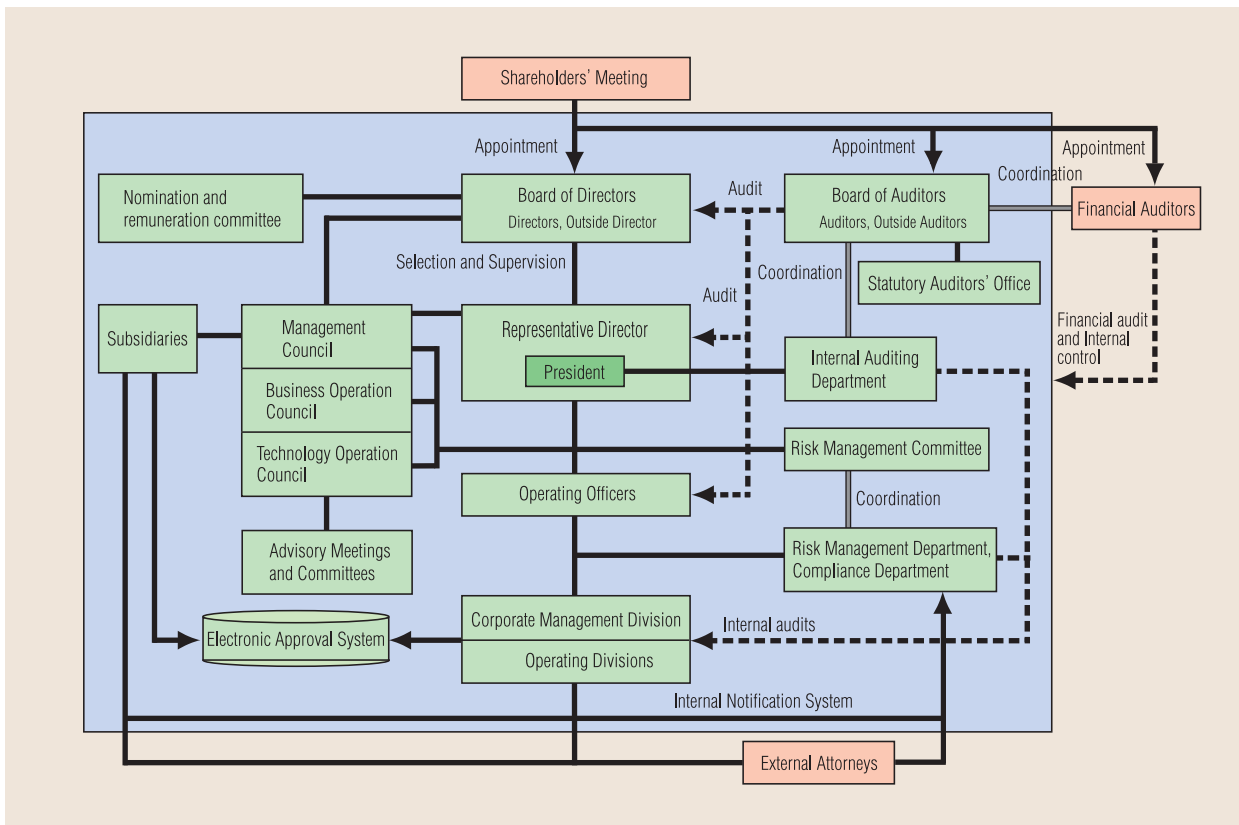 Shareholders' Meeting
Appointment
Appointment
Appointment
Coordination
Nomination and
remuneration committee
Board of Directors
Directors, Outside Director
Audit
Board of Auditors
Auditors, Outside Auditors
Financial Auditors
Selection and Supervision
Coordination
Statutory Auditors' Office
Audit
Subsidiaries
Management
Council
Representative Director
President
Internal Auditing
Department
Financial audit
and Internal
control
Business Operation
Council
Technology Operation
Council
Risk Management Committee
Operating Officers
Coordination
Advisory Meetings
and Committees
Risk Management Department,
Compliance Department
Electronic Approval System
Corporate Management Division
Internal audits
Operating Divisions
Internal Notification System
External Attorneys